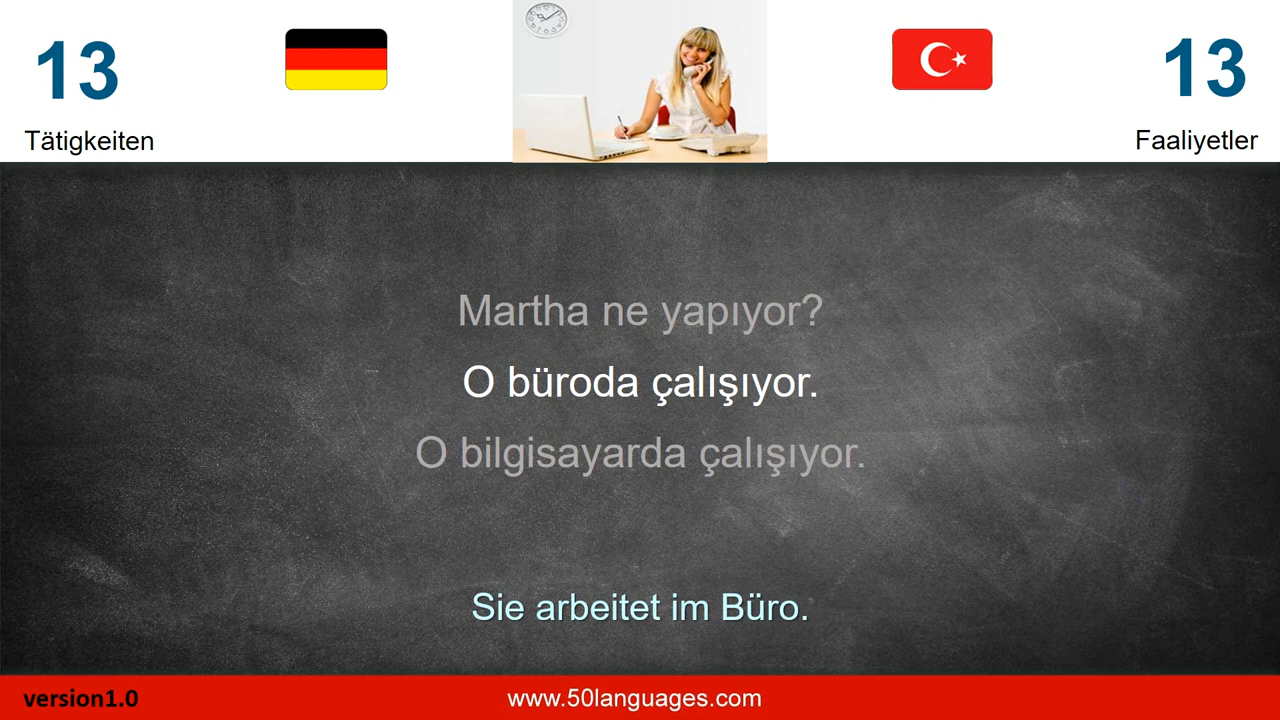 13
13
Tätigkeiten
Faaliyetler
Martha ne yapıyor?
O büroda çalışıyor.
O bilgisayarda çalışıyor.
Sie arbeitet im Büro.
version1.0
www.50languages.com